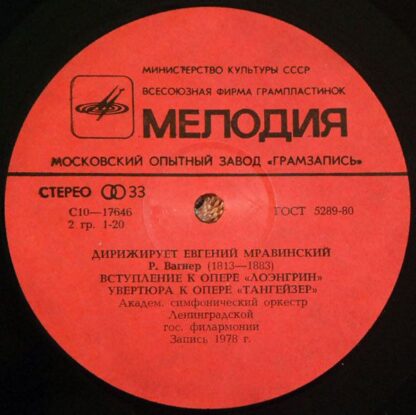 МИНИСТЕРСТВО КУЛЬТУРЫ СССР
ВСЕСОЮЗНАЯ ФИРМА ГРАМПЛАСТИНОК
МЕЛОДИЯ
МОСКОВСКИЙ ОПЫТНЫЙ ЗАВОД «ГРАМЗАПИСЬ»
СТЕРЕО 33
С10—17646 ГОСТ 5289-80
2 гр. 1-20
ДИРИЖИРУЕТ ЕВГЕНИЙ МРАВИНСКИЙ
Р. Вагнер (1813—1883)
ВСТУПЛЕНИЕ К ОПЕРЕ «ЛОЭНГРИН»
УВЕРТЮРА К ОПЕРЕ «ТАНГЕЙЗЕР»
Академ. симфонический оркестр
Ленинградской
гос. филармонии
Запись 1978 г.